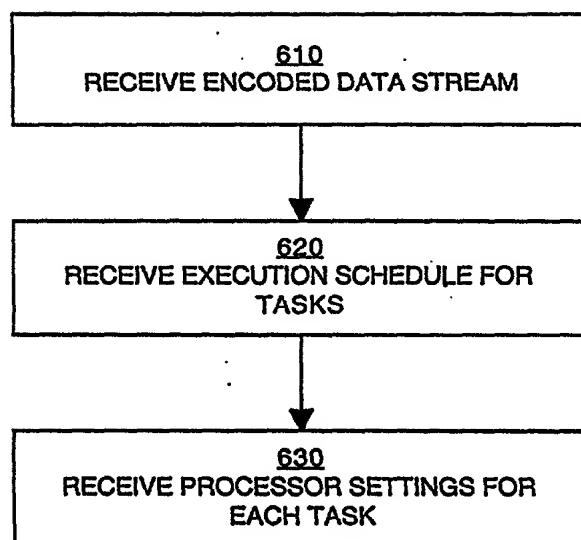 610
RECEIVE ENCODED DATA STREAM
620
RECEIVE EXECUTION SCHEDULE FOR
TASKS
630
RECEIVE PROCESSOR SETTINGS FOR
EACH TASK